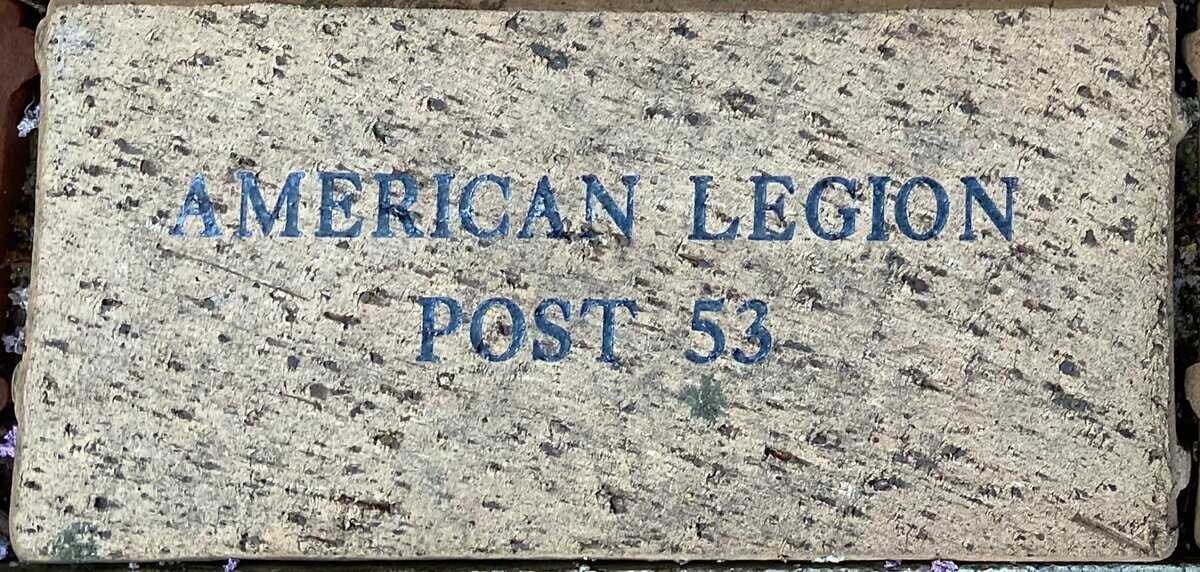 AMERICAN LEGION
POST 53